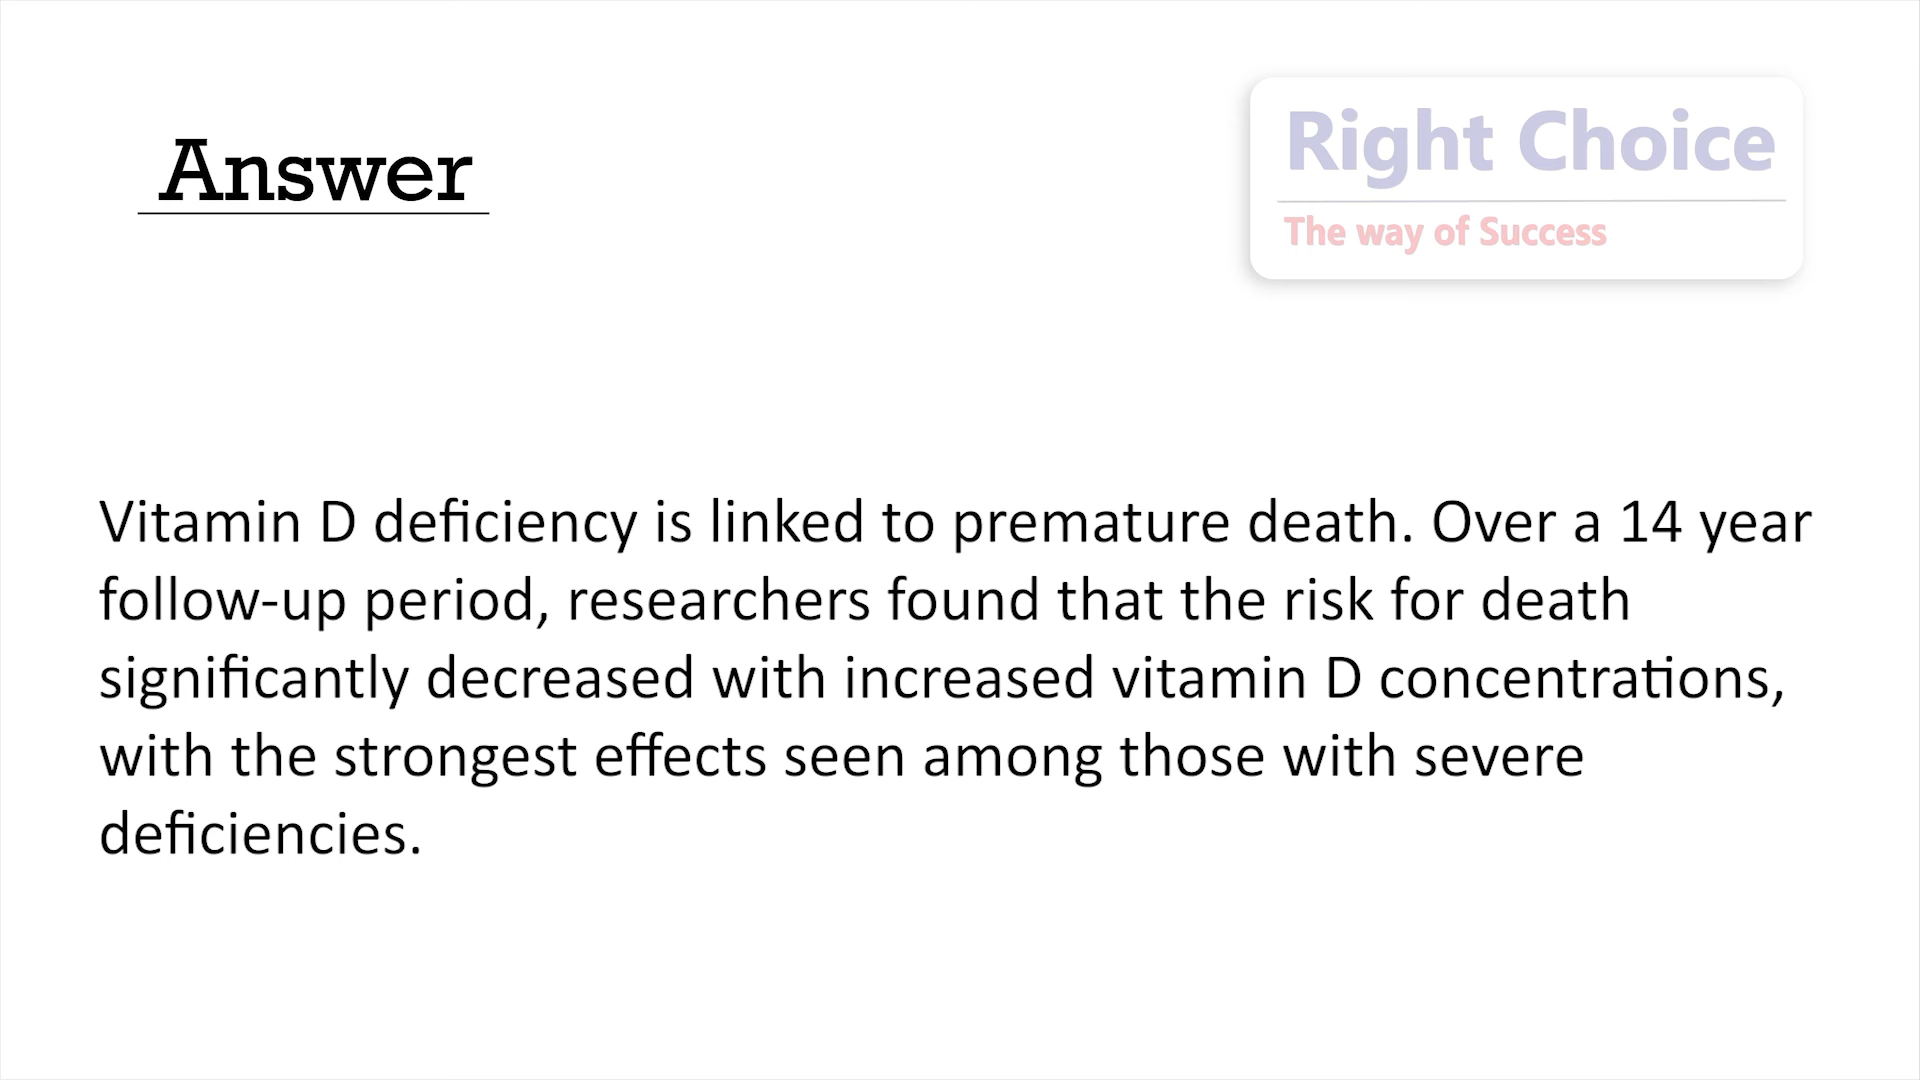 Answer
Right Choice
The way of Success
Vitamin D deficiency is linked to premature death. Over a 14 year
follow-up period, researchers found that the risk for death
significantly decreased with increased vitamin D concentrations,
with the strongest effects seen among those with severe
deficiencies.